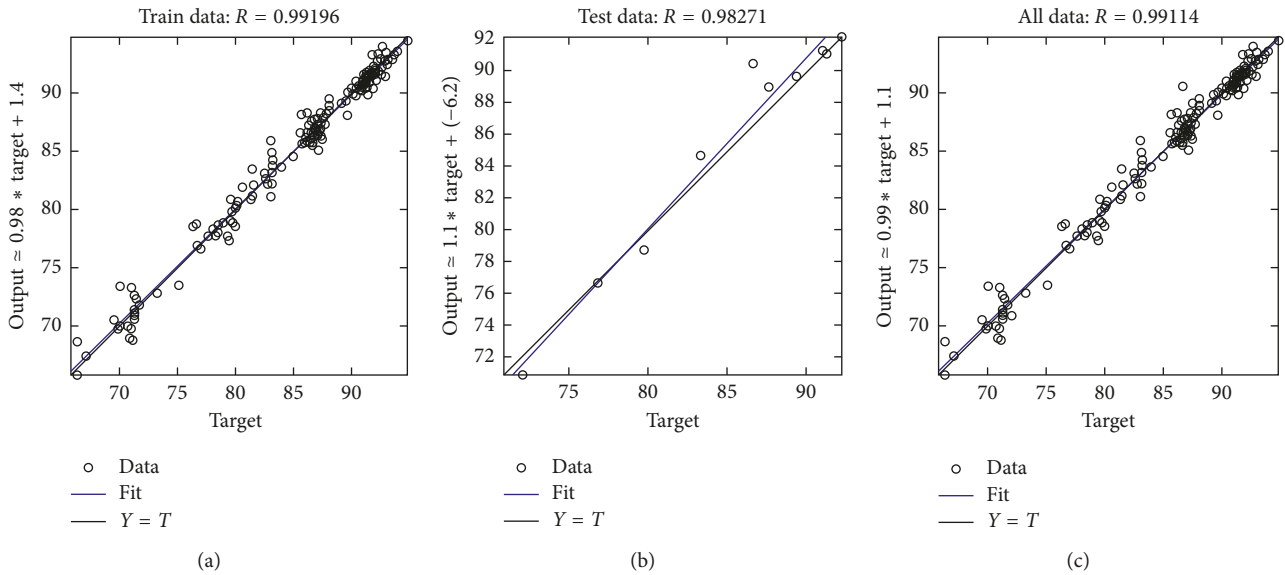 Train data: R = 0.99196
Output ≃ 0.98 * target + 1.4
90
85
80
75
70
70 75 80 85 90
Target
Data
Fit
Y = T
(a)
Test data: R = 0.98271
Output ≃ 1.1 * target + (−6.2)
92
90
88
86
84
82
80
78
76
74
72
75 80 85 90
Target
Data
Fit
Y = T
(b)
All data: R = 0.99114
Output ≃ 0.99 * target + 1.1
90
85
80
75
70
70 75 80 85 90
Target
Data
Fit
Y = T
(c)